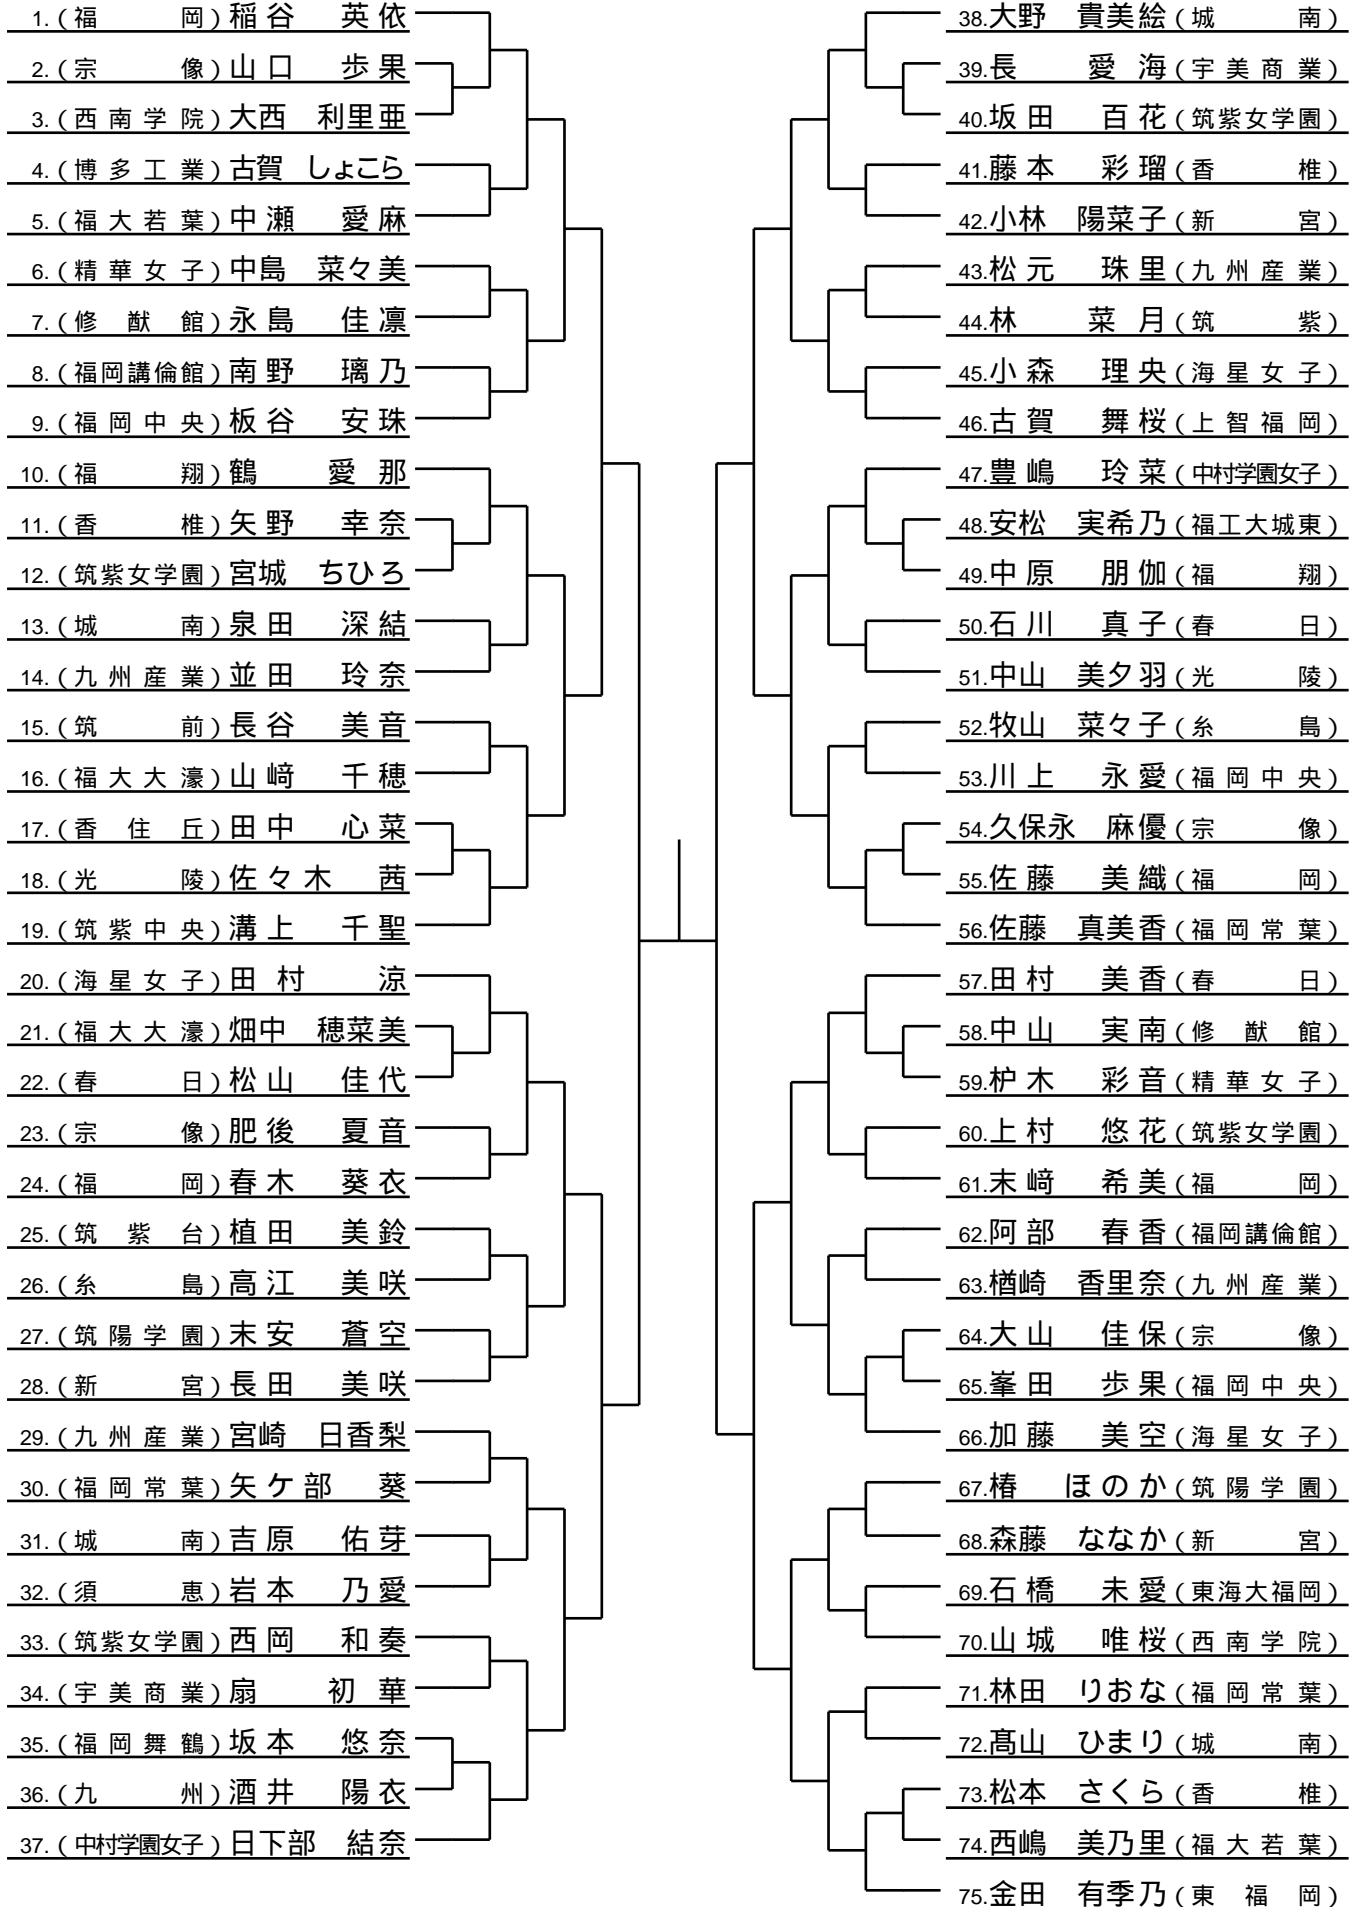 1.（福岡）稲谷 英依
2.（宗像）山口 歩果
3.（西南学院）大西 利里亜
4.（博多工業）古賀 しょこら
5.（福大若葉）中瀬 愛麻
6.（精華女子）中島 菜々美
7.（修猷館）永島 佳凛
8.（福岡講倫館）南野 璃乃
9.（福岡中央）板谷 安珠
10.（福翔）鶴 愛那
11.（香椎）矢野 幸奈
12.（筑紫女学園）宮城 ちひろ
13.（城南）泉田 深結
14.（九州産業）並田 玲奈
15.（筑前）長谷 美音
16.（福大大濠）山﨑 千穂
17.（香住丘）田中 心菜
18.（光陵）佐々木 茜
19.（筑紫中央）溝上 千聖
20.（海星女子）田村 涼
21.（福大大濠）畑中 穂菜美
22.（春日）松山 佳代
23.（宗像）肥後 夏音
24.（福岡）春木 葵衣
25.（筑紫台）植田 美鈴
26.（糸島）高江 美咲
27.（筑陽学園）末安 蒼空
28.（新宮）長田 美咲
29.（九州産業）宮崎 日香梨
30.（福岡常葉）矢ケ部 葵
31.（城南）吉原 佑芽
32.（須恵）岩本 乃愛
33.（筑紫女学園）西岡 和奏
34.（宇美商業）扇 初華
35.（福岡舞鶴）坂本 悠奈
36.（九州）酒井 陽衣
37.（中村学園女子）日下部 結奈
38.大野 貴美絵（城南）
39.長 愛海（宇美商業）
40.坂田 百花（筑紫女学園）
41.藤本 彩瑠（香椎）
42.小林 陽菜子（新宮）
43.松元 珠里（九州産業）
44.林 菜月（筑紫）
45.小森 理央（海星女子）
46.古賀 舞桜（上智福岡）
47.豊嶋 玲菜（中村学園女子）
48.安松 実希乃（福工大城東）
49.中原 朋伽（福翔）
50.石川 真子（春日）
51.中山 美夕羽（光陵）
52.牧山 菜々子（糸島）
53.川上 永愛（福岡中央）
54.久保永 麻優（宗像）
55.佐藤 美織（福岡）
56.佐藤 真美香（福岡常葉）
57.田村 美香（春日）
58.中山 実南（修猷館）
59.枦木 彩音（精華女子）
60.上村 悠花（筑紫女学園）
61.末﨑 希美（福岡）
62.阿部 春香（福岡講倫館）
63.楢崎 香里奈（九州産業）
64.大山 佳保（宗像）
65.峯田 歩果（福岡中央）
66.加藤 美空（海星女子）
67.椿 ほのか（筑陽学園）
68.森藤 ななか（新宮）
69.石橋 未愛（東海大福岡）
70.山城 唯桜（西南学院）
71.林田 りおな（福岡常葉）
72.髙山 ひまり（城南）
73.松本 さくら（香椎）
74.西嶋 美乃里（福大若葉）
75.金田 有季乃（東福岡）